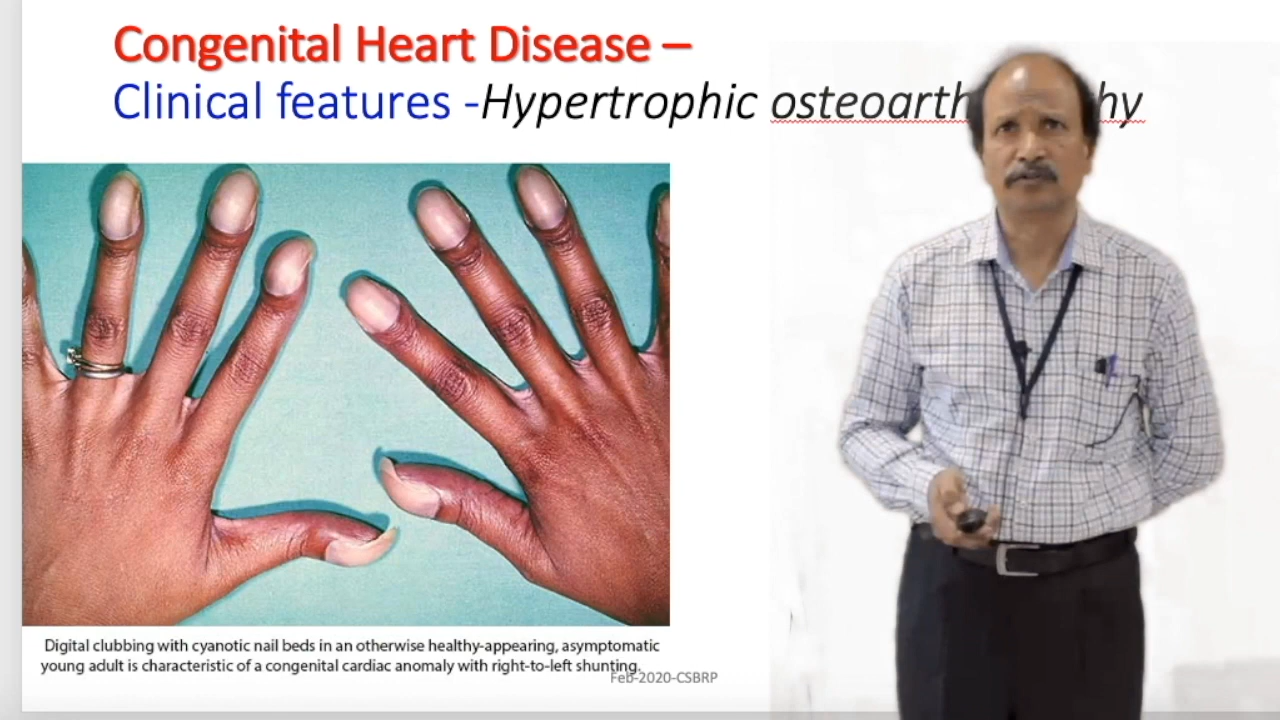 Congenital Heart Disease –
Clinical features -Hypertrophic
Digital clubbing with cyanotic nail beds in an otherwise healthy-appearing, asymptomatic
young adult is characteristic of a congenital cardiac anomaly with right-to-left shunting.
Feb-2020-CSBRP